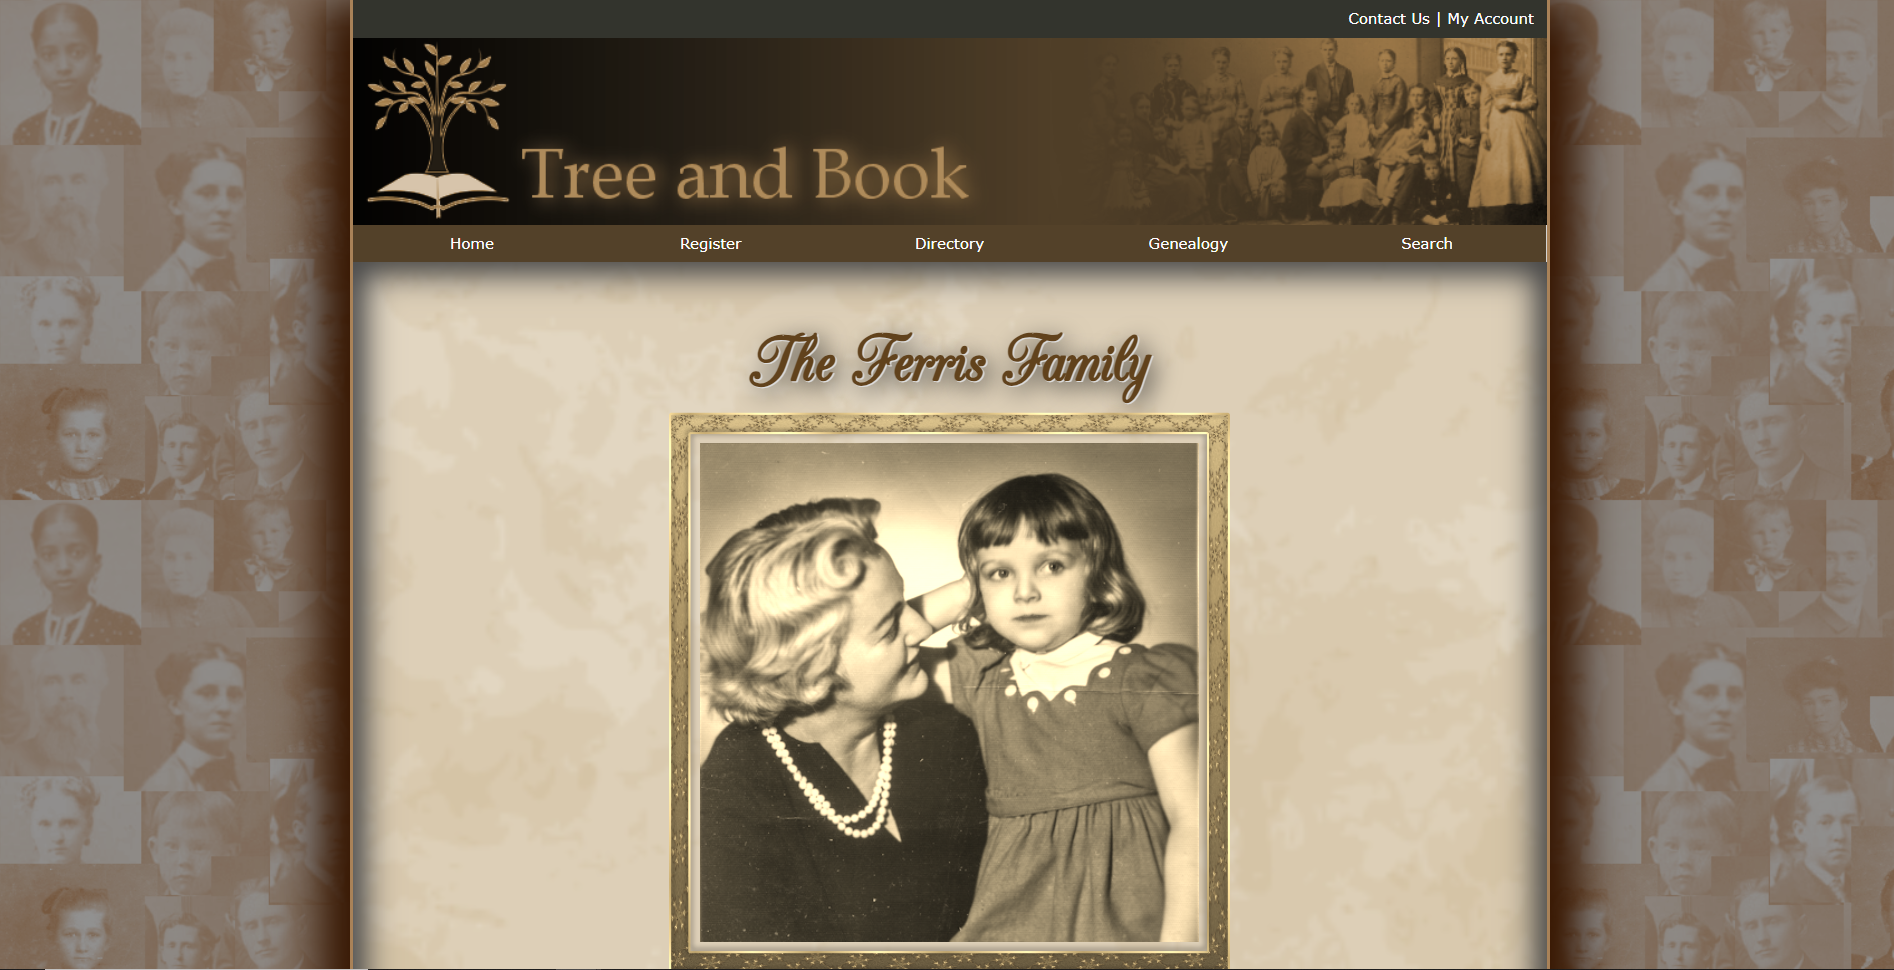 Contact Us | My Account
Tree and Book
Home Register Directory Genealogy Search
The Ferris Family